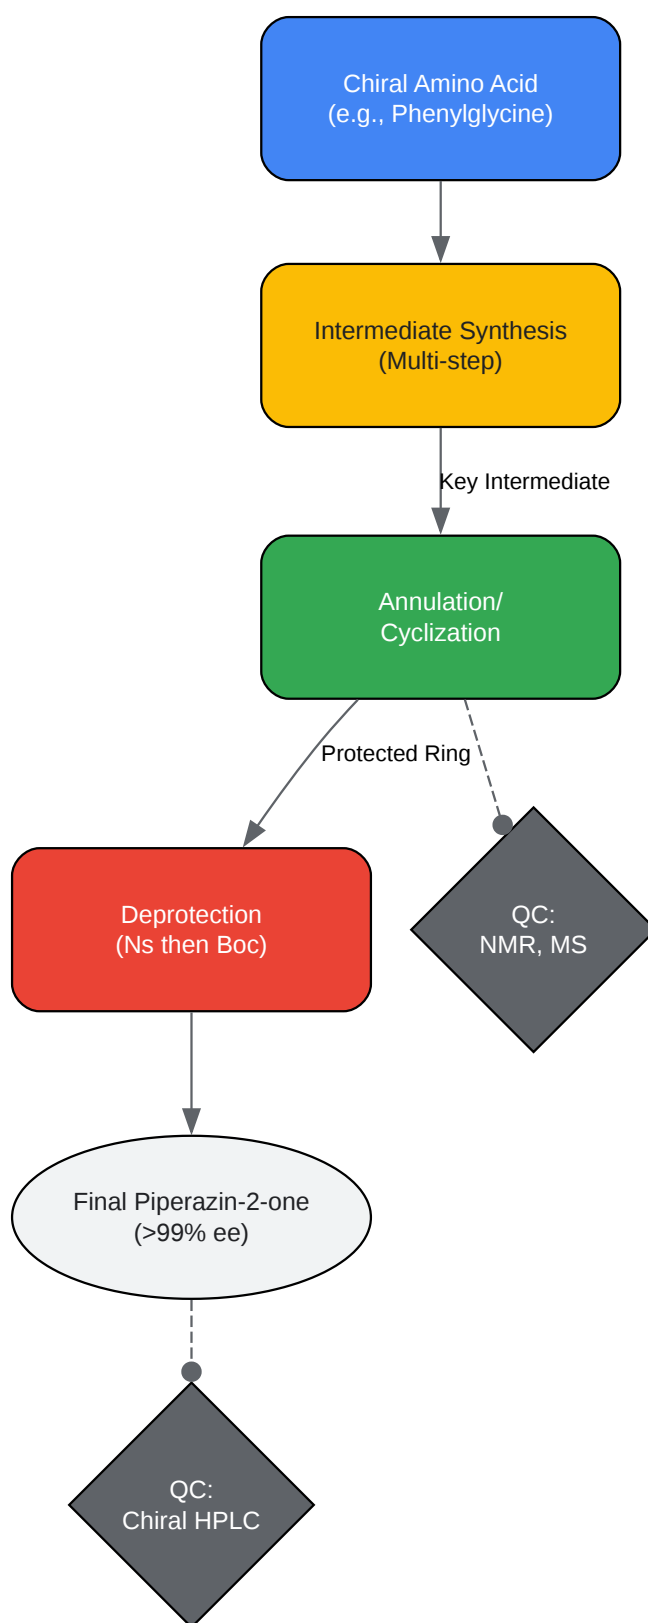 Chiral Amino Acid
(e.g., Phenylglycine)
Intermediate Synthesis
(Multi-step)
Key Intermediate
Annulation/
Cyclization
Protected Ring
Deprotection
(Ns then Boc)
QC:
NMR, MS
Final Piperazin-2-one
(>99% ee)
QC:
Chiral HPLC